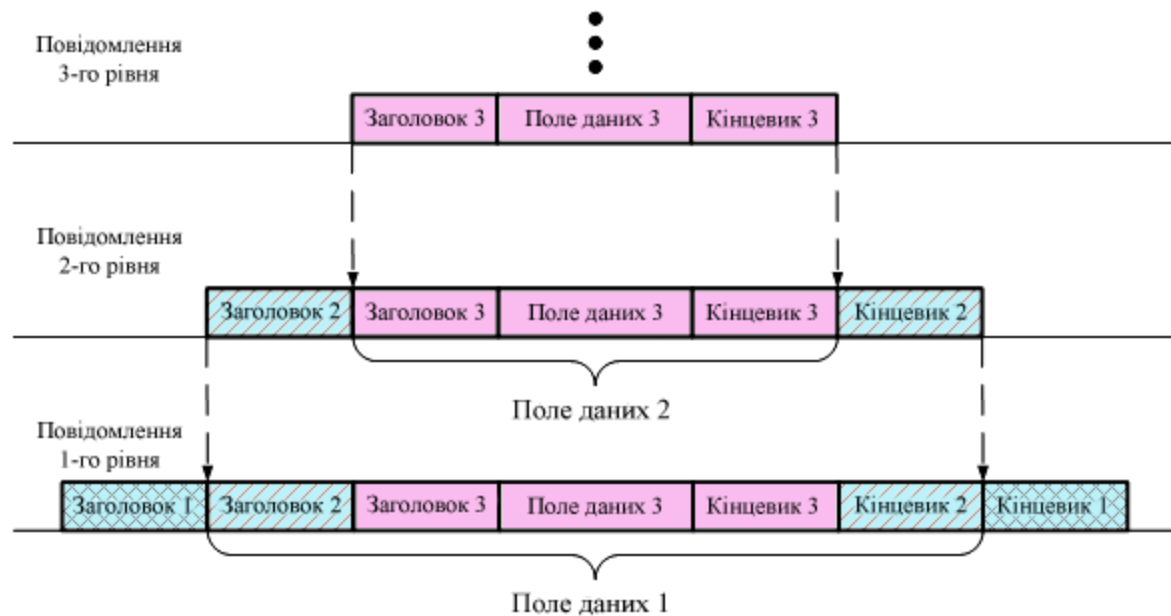 Повідомлення
3-го рівня
Заголовок 3 Поле даних 3 Кінцевик 3
Повідомлення
2-го рівня
Заголовок 2 Заголовок 3 Поле даних 3 Кінцевик 3 Кінцевик 2
Поле даних 2
Повідомлення
1-го рівня
Заголовок 1 Заголовок 2 Заголовок 3 Поле даних 3 Кінцевик 3 Кінцевик 2 Кінцевик 1
Поле даних 1